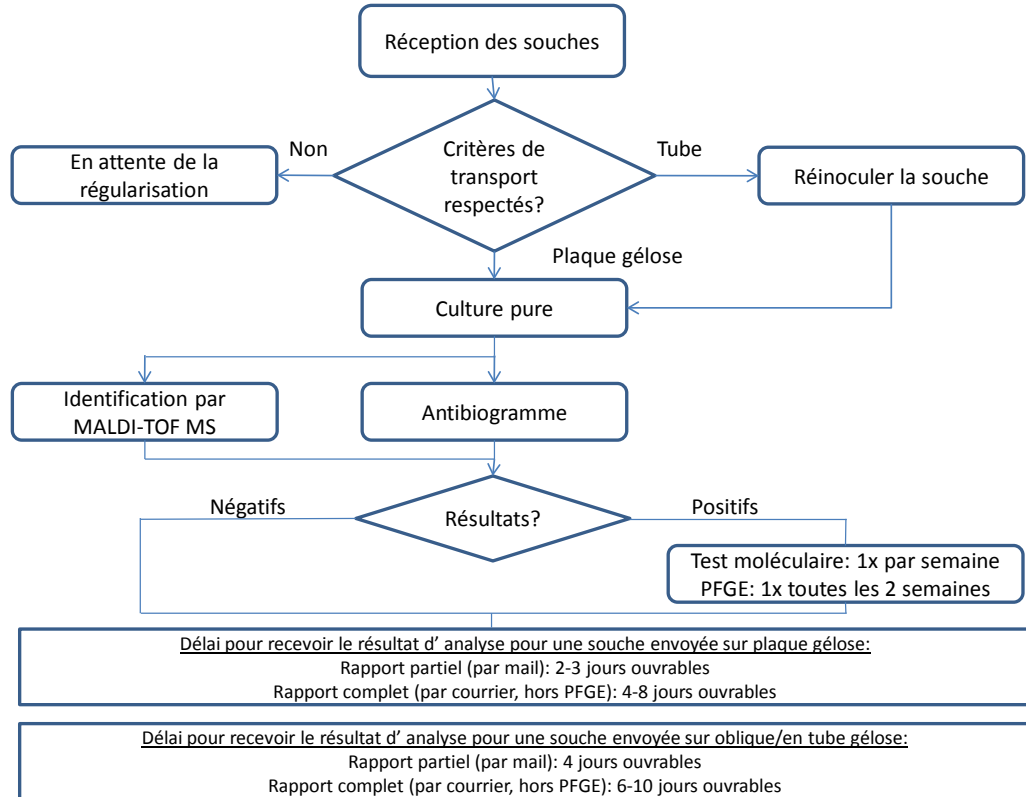 Réception des souches
Non
Critères de
transport
respectés?
Tube
En attente de la
régularisation
Réinoculer la souche
Plaque gélose
Culture pure
Identification par
MALDI-TOF MS
Antibiogramme
Négatifs
Résultats?
Positifs
Test moléculaire: 1x par semaine
PFGE: 1x toutes les 2 semaines
Délai pour recevoir le résultat d’ analyse pour une souche envoyée sur plaque gélose:
Rapport partiel (par mail): 2-3 jours ouvrables
Rapport complet (par courrier, hors PFGE): 4-8 jours ouvrables
Délai pour recevoir le résultat d’ analyse pour une souche envoyée sur oblique/en tube gélose:
Rapport partiel (par mail): 4 jours ouvrables
Rapport complet (par courrier, hors PFGE): 6-10 jours ouvrables